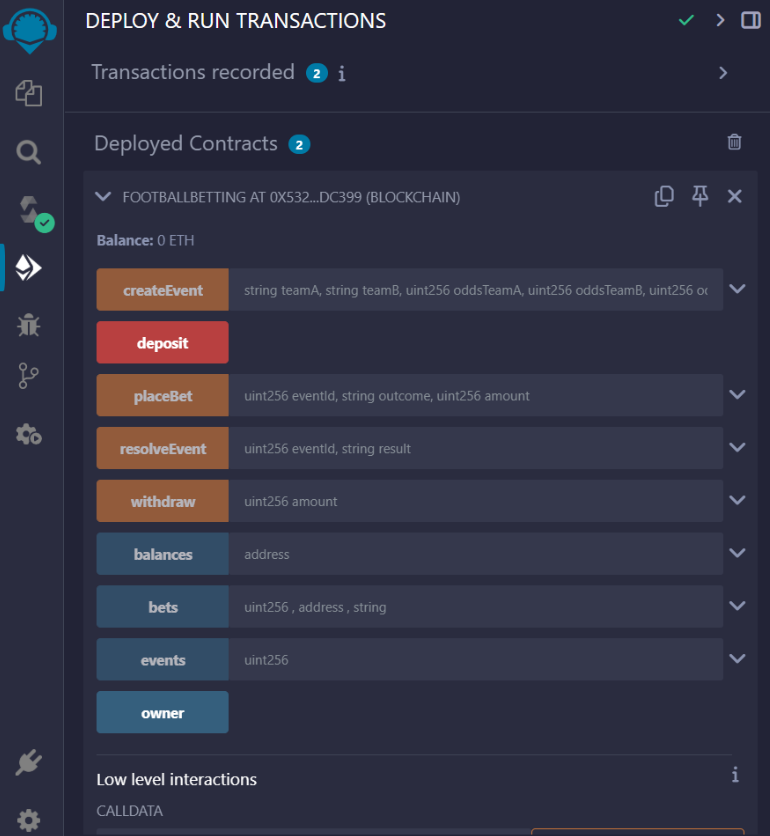 DEPLOY & RUN TRANSACTIONS
Transactions recorded 2 i
Deployed Contracts 2
FOOTBALLBETTING AT 0X532...DC399 (BLOCKCHAIN)
Balance: 0 ETH
createEvent string teamA, string teamB, uint256 oddsTeamA, uint256 oddsTeamB, uint256 oc
deposit
placeBet uint256 eventId, string outcome, uint256 amount
resolveEvent uint256 eventId, string result
withdraw uint256 amount
balances address
bets uint256 , address , string
events uint256
owner
Low level interactions i
CALLDATA